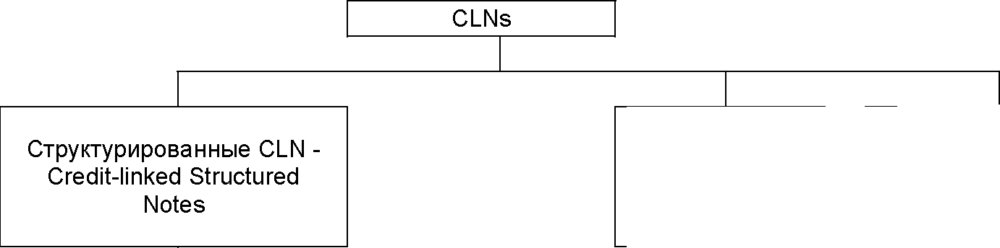 CLNs
Структурированные CLN -
Credit-linked Structured
Notes